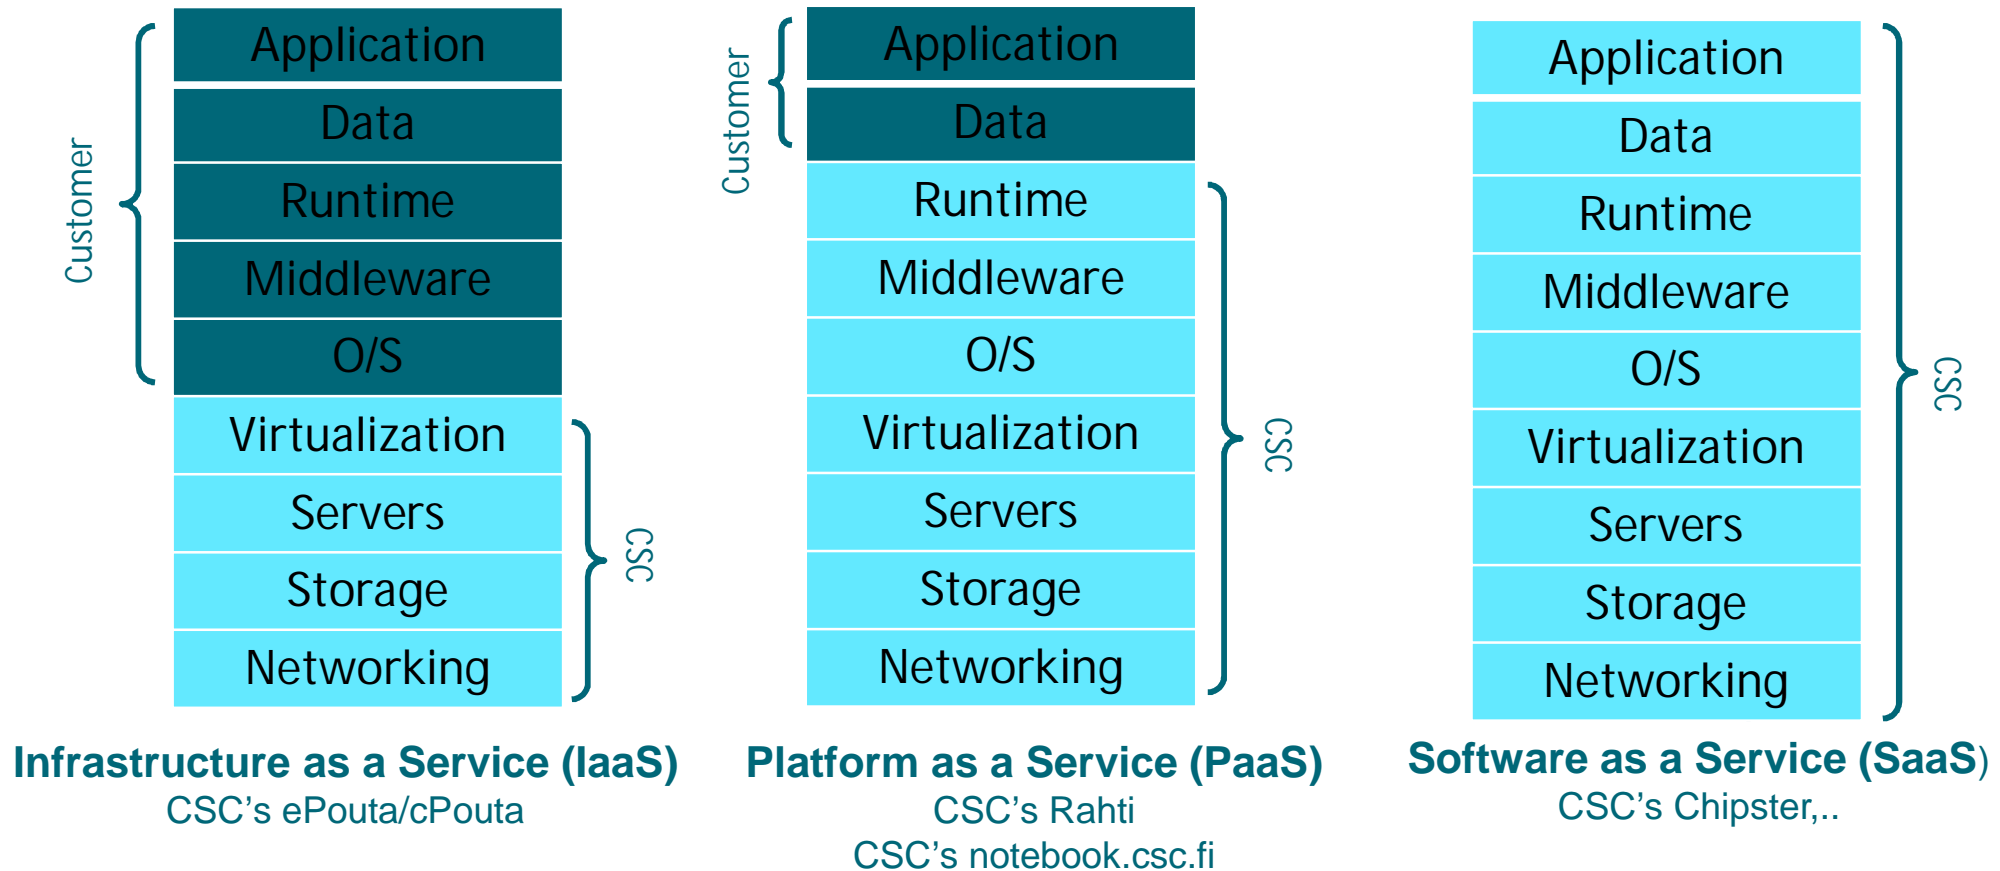 Customer
Application
Data
Runtime
Middleware
O/S
Virtualization
Servers
Storage
Networking
CSC
Infrastructure as a Service (IaaS)
CSC's ePouta/cPouta
Customer
Application
Data
Runtime
Middleware
O/S
Virtualization
Servers
Storage
Networking
CSC
Platform as a Service (PaaS)
CSC's Rahti
CSC's notebook.csc.fi
Application
Data
Runtime
Middleware
O/S
Virtualization
Servers
Storage
Networking
CSC
Software as a Service (SaaS)
CSC's Chipster,..